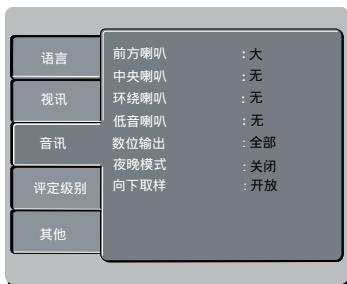 语言
视讯
音讯
评定级别
其他
前方喇叭 :大
中央喇叭 :无
环绕喇叭 :无
低音喇叭 :无
数位输出 :全部
夜晚模式 :关闭
向下取样 :开放